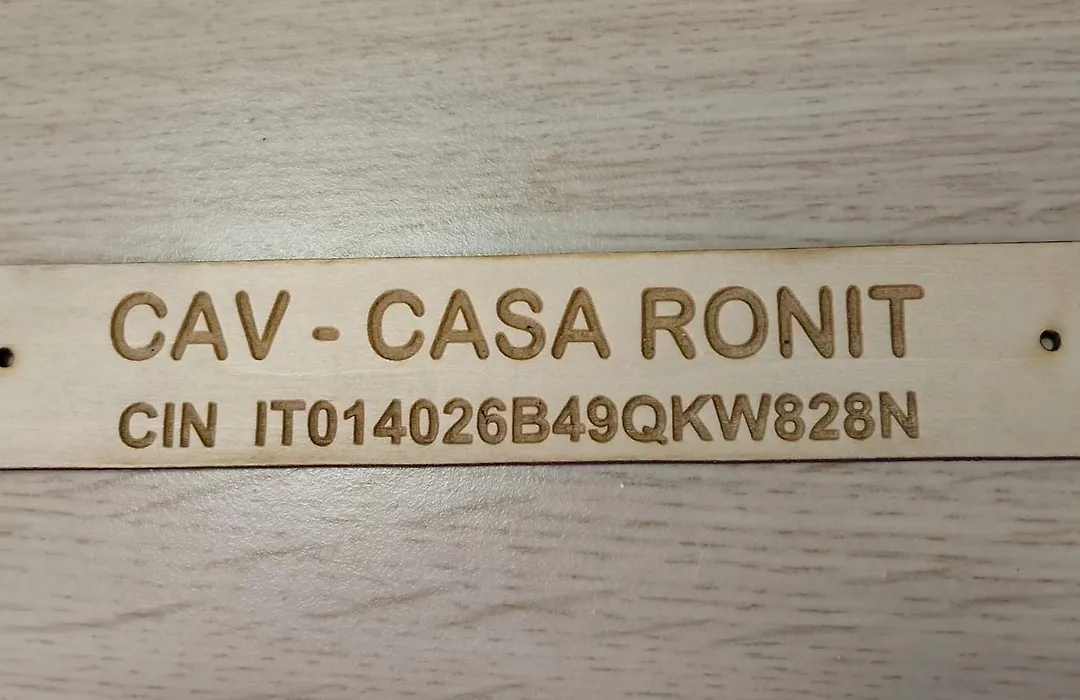 CAV - CASA RONIT
CIN IT014026B49QKW828N